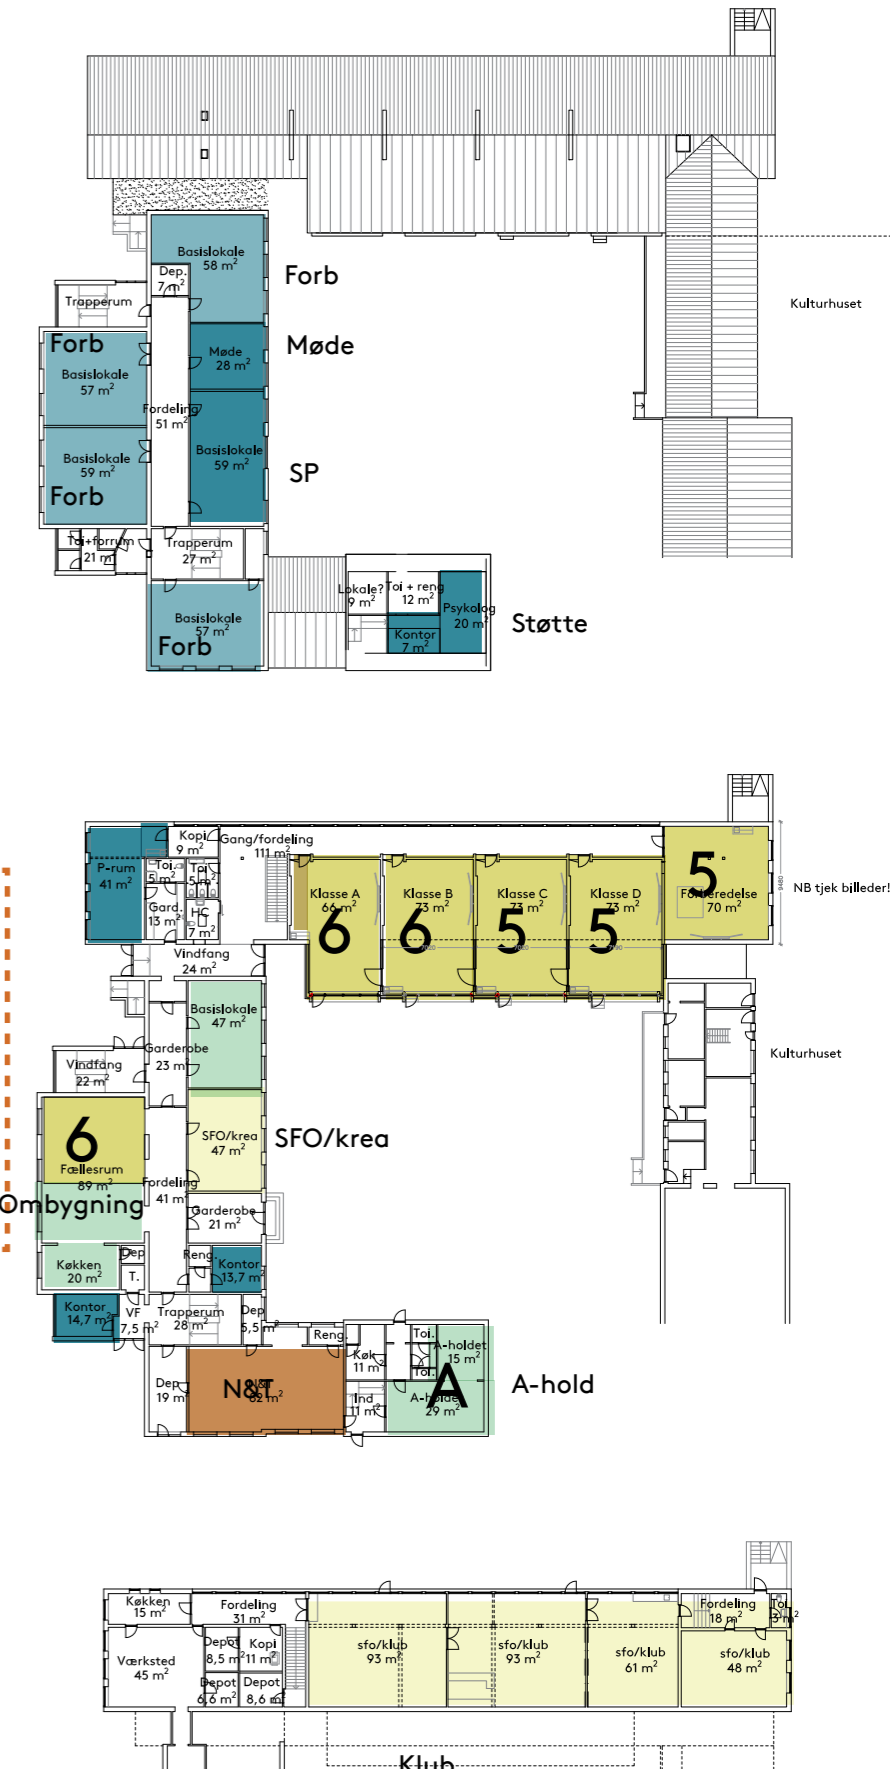 Basislokale
58 m²
Forb
Dep.
7 m²
Trapperum
Kulturhuset
Forb
Møde
28 m²
Møde
Basislokale
57 m²
Fordeling
51 m²
Basislokale
59 m²
Basislokale
59 m²
SP
Forb
Toi+forrum
21 m²
Trapperum
27 m²
Lokale?
9 m²
Toi + reng
12 m²
Psykolog
20 m²
Kontor
7 m²
Støtte
Basislokale
57 m²
Forb
Kopi
9 m²
Gang/fordeling
111 m²
P-rum
41 m²
Toi.
5 m²
Toi.
5 m²
Gard.
13 m²
HC
7 m²
Klasse A
66 m²
6
Klasse B
73 m²
6
Klasse C
73 m²
5
Klasse D
73 m²
5
5
Forberedelse
70 m²
9480
NB tjek billeder!
Vindfang
24 m²
Basislokale
47 m²
Garderobe
23 m²
Vindfang
22 m²
Kulturhuset
6
Fællesrum
89 m²
SFO/krea
47 m²
SFO/krea
Fordeling
41 m²
Ombygning
Garderobe
21 m²
Køkken
20 m²
Dep
T.
Reng.
Kontor
13,7 m²
Kontor
14,7 m²
VF
7,5 m²
Trapperum
28 m²
Dep
5,5 m²
Reng.
Køk
11 m²
Toi.
Toi.
A-holdet
15 m²
Dep
19 m²
N&T
82 m²
Ind
11 m²
A-holdet
29 m²
A
A-hold
Køkken
15 m²
Fordeling
31 m²
Fordeling
18 m²
Toi.
3 m²
Værksted
45 m²
Depot
8,5 m²
Kopi
11 m²
Depot
6,6 m²
Depot
8,6 m²
sfo/klub
93 m²
sfo/klub
93 m²
sfo/klub
61 m²
sfo/klub
48 m²
Klub